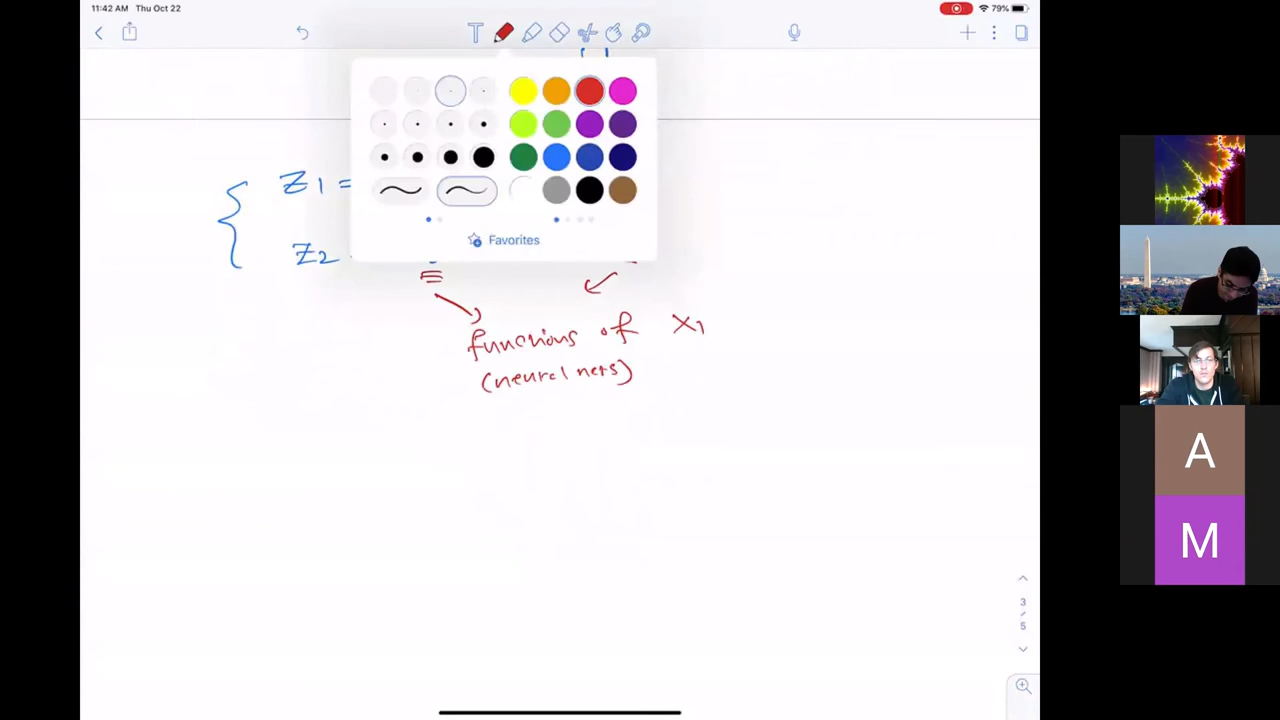 11:42 AM Thu Oct 22
79%
T
Favorites
z1 =
z2
functions of x1
(neural nets)
3
/
5
A
M